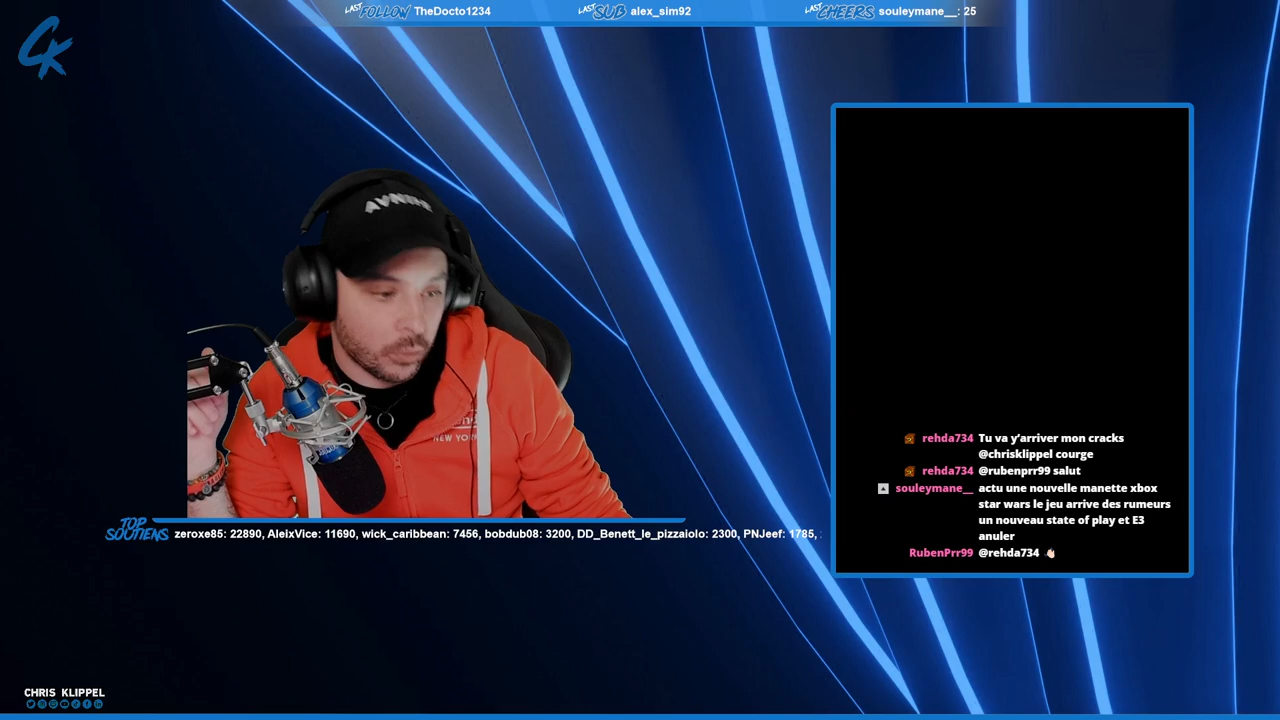 LAST FOLLOW TheDocto1234
LAST SUB alex_sim92
LAST CHEERS souleymane__: 25
CK
NEW YORK
rehda734 Tu va y'arriver mon cracks
@chrisklippel courge
rehda734 @rubenprr99 salut
souleymane__ actu une nouvelle manette xbox
star wars le jeu arrive des rumeurs
un nouveau state of play et E3
anuler
RubenPrr99 @rehda734
TOP SOUTIENS zeroxe85: 22890, AleixVice: 11690, wick_caribbean: 7456, bobdub08: 3200, DD_Benett_le_pizzaiolo: 2300, PNJeef: 1785,
CHRIS KLIPPEL